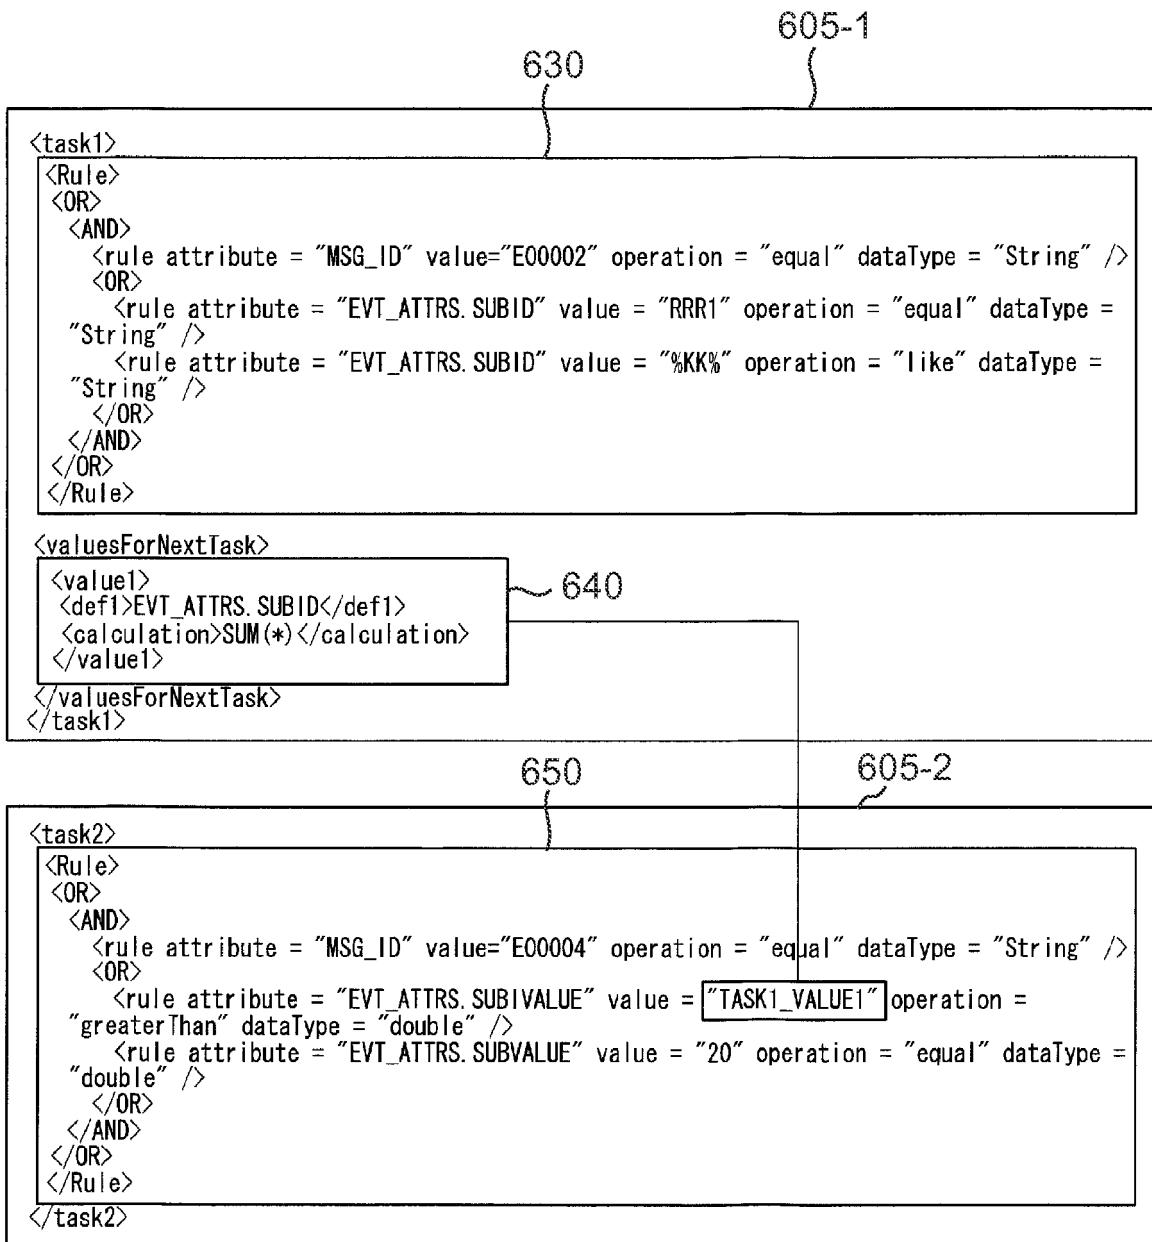 605-1
630
<task1>
<Rule>
<OR>
<AND>
<rule attribute = "MSG_ID" value="E00002" operation = "equal" dataType = "String" />
<OR>
<rule attribute = "EVT_ATTRS.SUBID" value = "RRR1" operation = "equal" dataType =
"String" />
<rule attribute = "EVT_ATTRS.SUBID" value = "%KK%" operation = "like" dataType =
"String" />
</OR>
</AND>
</OR>
</Rule>
<valuesForNextTask>
<value1>
<def1>EVT_ATTRS.SUBID</def1>
<calculation>SUM(*)</calculation>
</value1>
640
</valuesForNextTask>
</task1>
650
605-2
<task2>
<Rule>
<OR>
<AND>
<rule attribute = "MSG_ID" value="E00004" operation = "equal" dataType = "String" />
<OR>
<rule attribute = "EVT_ATTRS.SUBIVALUE" value = "TASK1_VALUE1" operation =
"greaterThan" dataType = "double" />
<rule attribute = "EVT_ATTRS.SUBVALUE" value = "20" operation = "equal" dataType =
"double" />
</OR>
</AND>
</OR>
</Rule>
</task2>